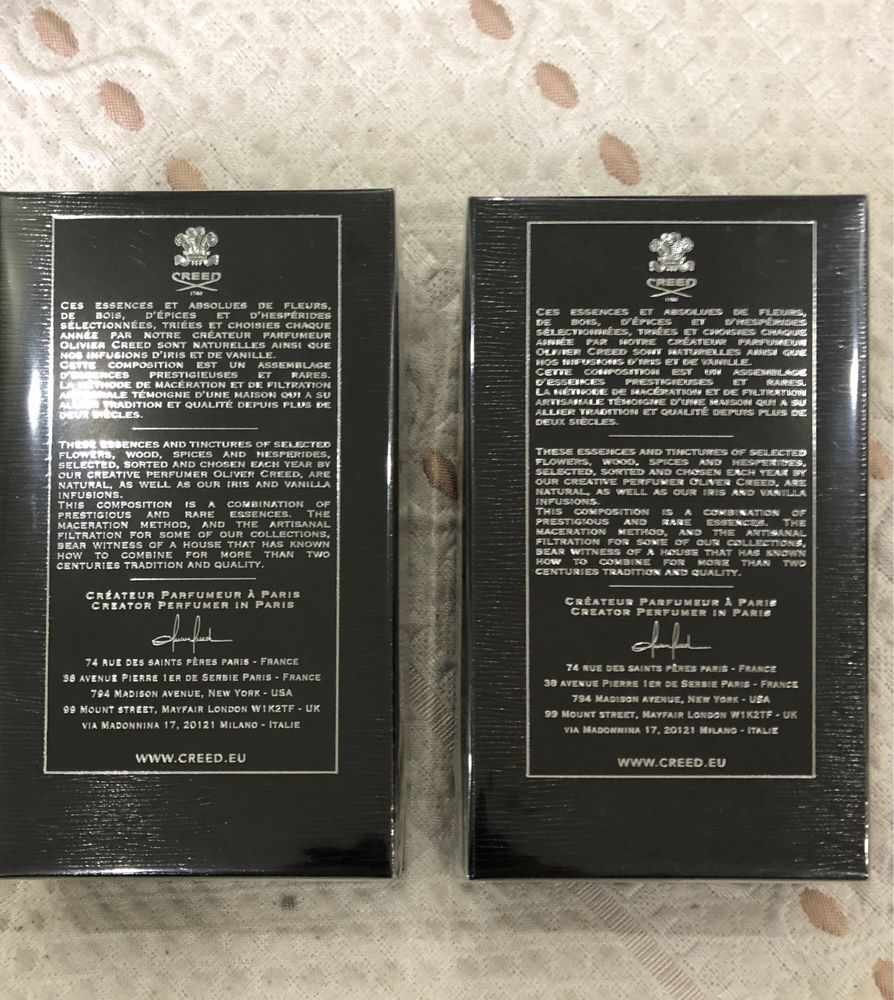 CREED
1760
CES ESSENCES ET ABSOLUES DE FLEURS,
DE BOIS, D'ÉPICES ET D'HESPÉRIDES
SÉLECTIONNÉES, TRIÉES ET CHOISIES CHAQUE
ANNÉE PAR NOTRE CRÉATEUR PARFUMEUR
OLIVIER CREED SONT NATURELLES AINSI QUE
NOS INFUSIONS D'IRIS ET DE VANILLE.
CETTE COMPOSITION EST UN ASSEMBLAGE
D'ESSENCES PRESTIGIEUSES ET RARES.
LA MÉTHODE DE MACÉRATION ET DE FILTRATION
ARTISANALE TÉMOIGNE D'UNE MAISON QUI A SU
ALLIER TRADITION ET QUALITÉ DEPUIS PLUS DE
DEUX SIÈCLES.
THESE ESSENCES AND TINCTURES OF SELECTED
FLOWERS, WOOD, SPICES AND HESPERIDES,
SELECTED, SORTED AND CHOSEN EACH YEAR BY
OUR CREATIVE PERFUMER OLIVER CREED, ARE
NATURAL, AS WELL AS OUR IRIS AND VANILLA
INFUSIONS.
THIS COMPOSITION IS A COMBINATION OF
PRESTIGIOUS AND RARE ESSENCES. THE
MACERATION METHOD, AND THE ARTISANAL
FILTRATION FOR SOME OF OUR COLLECTIONS,
BEAR WITNESS OF A HOUSE THAT HAS KNOWN
HOW TO COMBINE FOR MORE THAN TWO
CENTURIES TRADITION AND QUALITY.
CRÉATEUR PARFUMEUR À PARIS
CREATOR PERFUMER IN PARIS
74 RUE DES SAINTS PÈRES PARIS - FRANCE
38 AVENUE PIERRE 1ER DE SERBIE PARIS - FRANCE
794 MADISON AVENUE, NEW YORK - USA
99 MOUNT STREET, MAYFAIR LONDON W1K2TF - UK
VIA MADONNINA 17, 20121 MILANO - ITALIE
WWW.CREED.EU
CREED
1760
CES ESSENCES ET ABSOLUES DE FLEURS,
DE BOIS, D'ÉPICES ET D'HESPÉRIDES
SÉLECTIONNÉES, TRIÉES ET CHOISIES CHAQUE
ANNÉE PAR NOTRE CRÉATEUR PARFUMEUR
OLIVIER CREED SONT NATURELLES AINSI QUE
NOS INFUSIONS D'IRIS ET DE VANILLE.
CETTE COMPOSITION EST UN ASSEMBLAGE
D'ESSENCES PRESTIGIEUSES ET RARES.
LA MÉTHODE DE MACÉRATION ET DE FILTRATION
ARTISANALE TÉMOIGNE D'UNE MAISON QUI A SU
ALLIER TRADITION ET QUALITÉ DEPUIS PLUS DE
DEUX SIÈCLES.
THESE ESSENCES AND TINCTURES OF SELECTED
FLOWERS, WOOD, SPICES AND HESPERIDES,
SELECTED, SORTED AND CHOSEN EACH YEAR BY
OUR CREATIVE PERFUMER OLIVER CREED, ARE
NATURAL, AS WELL AS OUR IRIS AND VANILLA
INFUSIONS.
THIS COMPOSITION IS A COMBINATION OF
PRESTIGIOUS AND RARE ESSENCES. THE
MACERATION METHOD, AND THE ARTISANAL
FILTRATION FOR SOME OF OUR COLLECTIONS,
BEAR WITNESS OF A HOUSE THAT HAS KNOWN
HOW TO COMBINE FOR MORE THAN TWO
CENTURIES TRADITION AND QUALITY.
CRÉATEUR PARFUMEUR À PARIS
CREATOR PERFUMER IN PARIS
74 RUE DES SAINTS PÈRES PARIS - FRANCE
38 AVENUE PIERRE 1ER DE SERBIE PARIS - FRANCE
794 MADISON AVENUE, NEW YORK - USA
99 MOUNT STREET, MAYFAIR LONDON W1K2TF - UK
VIA MADONNINA 17, 20121 MILANO - ITALIE
WWW.CREED.EU